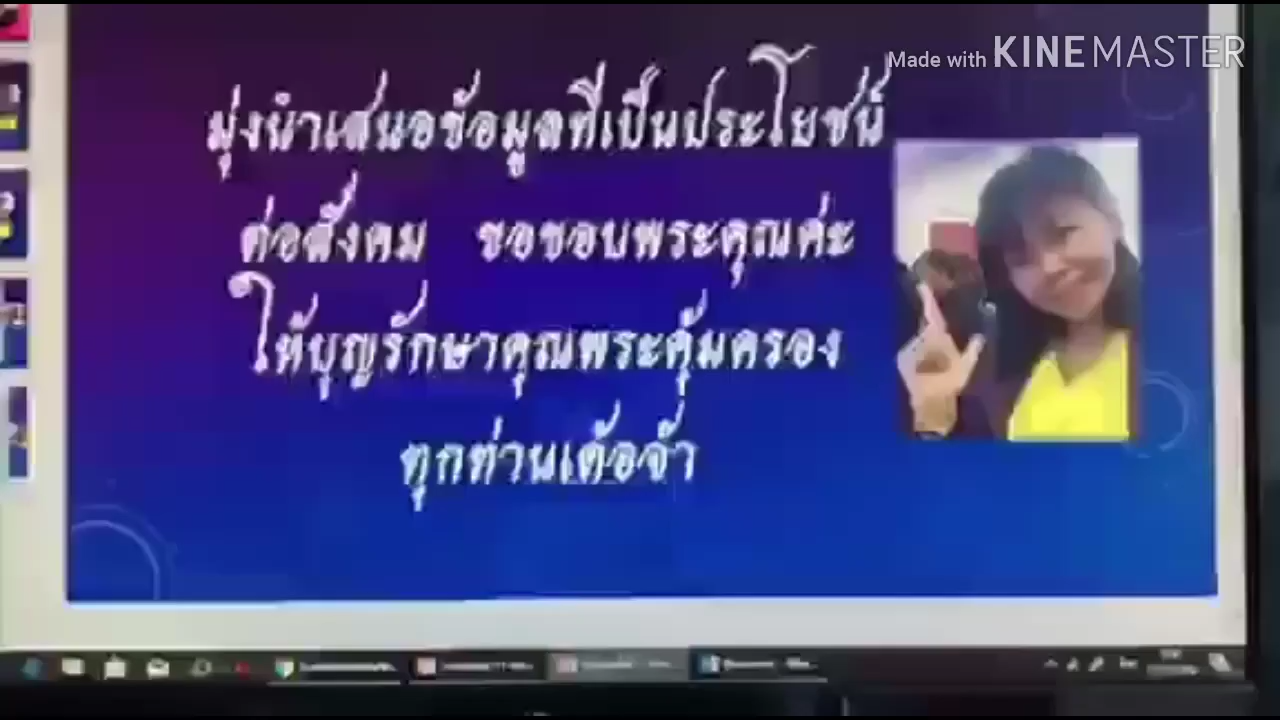 Made with KINEMASTER
มุ่งนำเสนอข้อมูลที่เป็นประโยชน์
ต่อสังคม ขอขอบพระคุณค่ะ
ให้บุญรักษาคุณพระคุ้มครอง
ทุกท่านเด้อจ้า